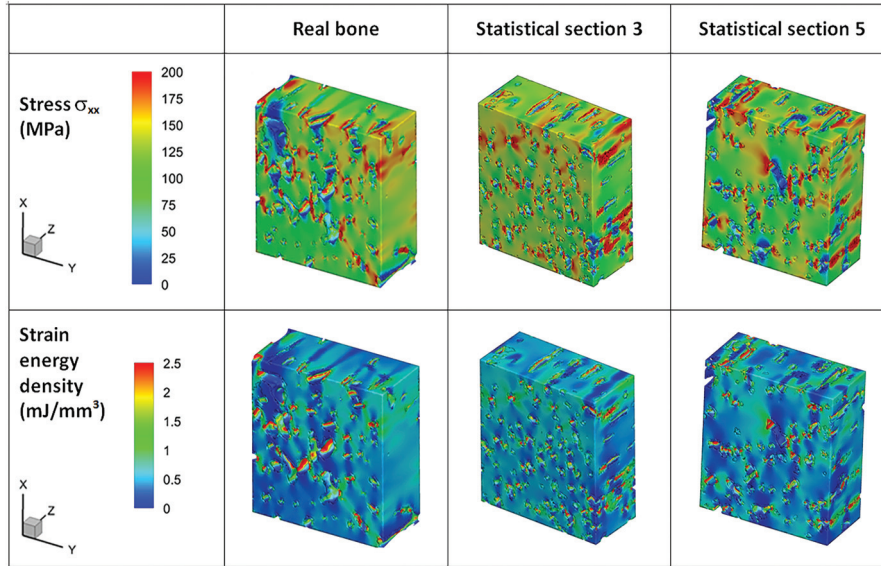 Real bone
Statistical section 3
Statistical section 5
Stress σxx
(MPa)
200
175
150
125
100
75
50
25
0
X
Z
Y
Strain
energy
density
(mJ/mm³)
2.5
2
1.5
1
0.5
0
X
Z
Y